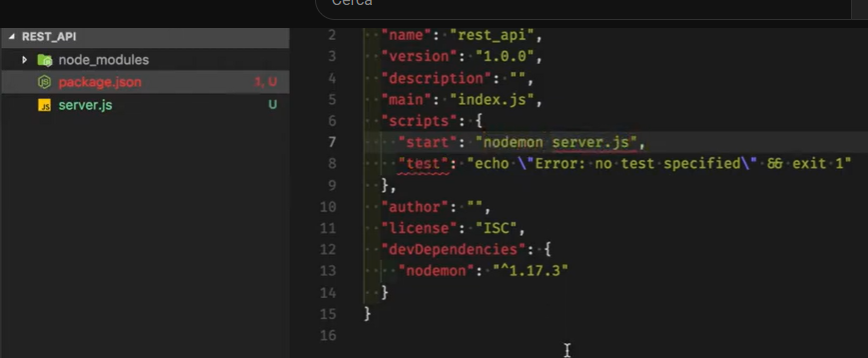 Cerca
REST_API
node_modules
package.json 1, U
server.js U
2 "name": "rest_api",
3 "version": "1.0.0",
4 "description": "",
5 "main": "index.js",
6 "scripts": {
7 "start": "nodemon server.js",
8 "test": "echo \"Error: no test specified\" && exit 1"
9 },
10 "author": "",
11 "license": "ISC",
12 "devDependencies": {
13 "nodemon": "^1.17.3"
14 }
15 }
16